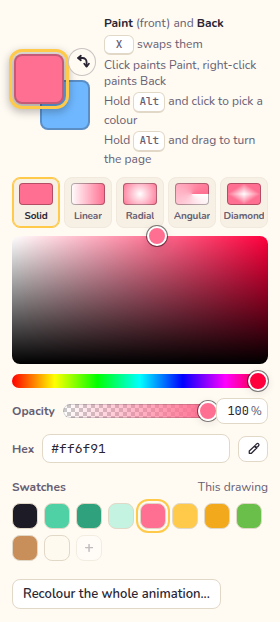 Paint (front) and Back
X swaps them
Click paints Paint, right-click
paints Back
Hold Alt and click to pick a
colour
Hold Alt and drag to turn
the page
Solid Linear Radial Angular Diamond
Opacity 100 %
Hex #ff6f91
Swatches This drawing
+
Recolour the whole animation...